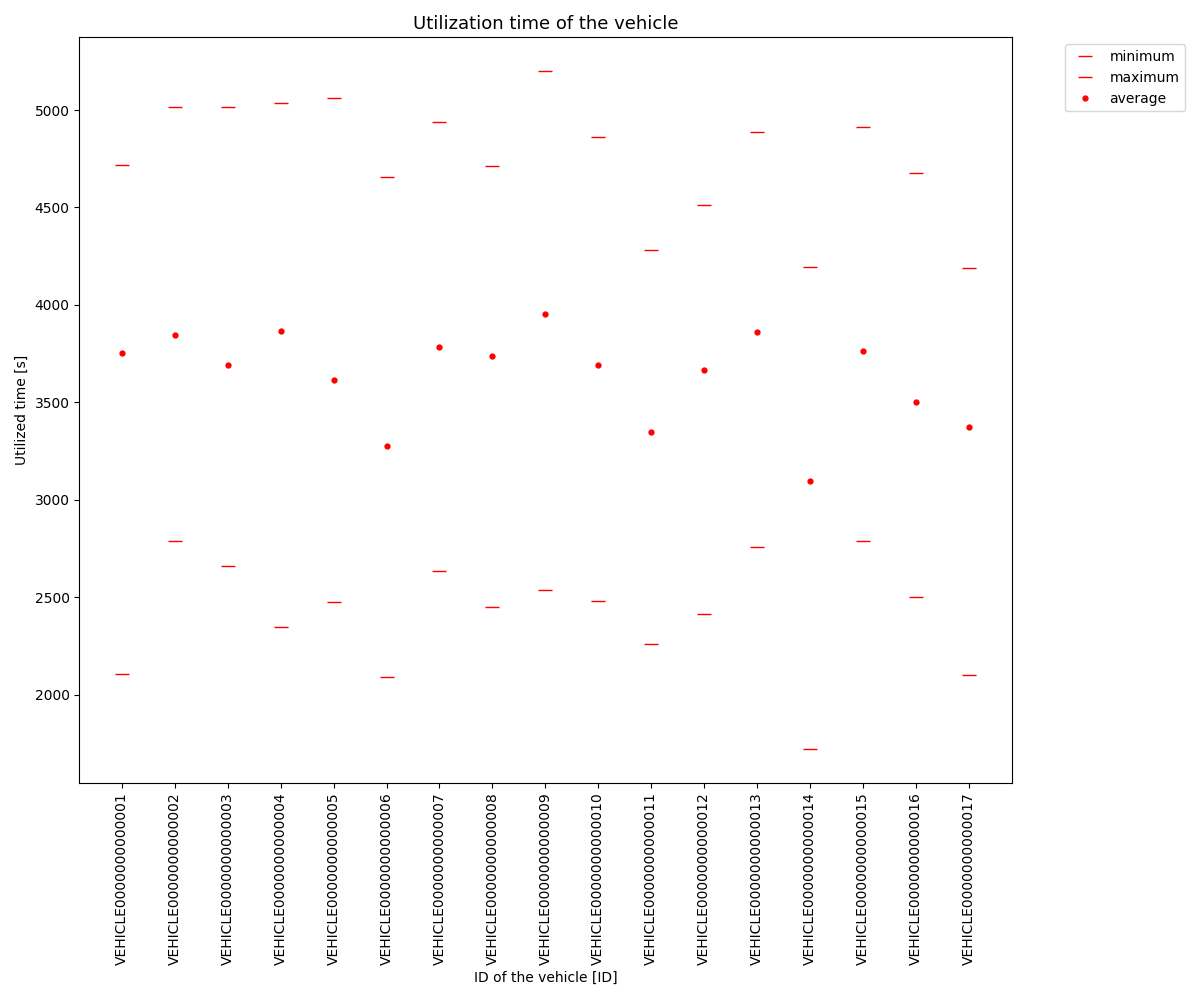 Utilization time of the vehicle
minimum
maximum
average
Utilized time [s]
5000
4500
4000
3500
3000
2500
2000
VEHICLE0000000000001
VEHICLE0000000000002
VEHICLE0000000000003
VEHICLE0000000000004
VEHICLE0000000000005
VEHICLE0000000000006
VEHICLE0000000000007
VEHICLE0000000000008
VEHICLE0000000000009
VEHICLE0000000000010
VEHICLE0000000000011
VEHICLE0000000000012
VEHICLE0000000000013
VEHICLE0000000000014
VEHICLE0000000000015
VEHICLE0000000000016
VEHICLE0000000000017
ID of the vehicle [ID]